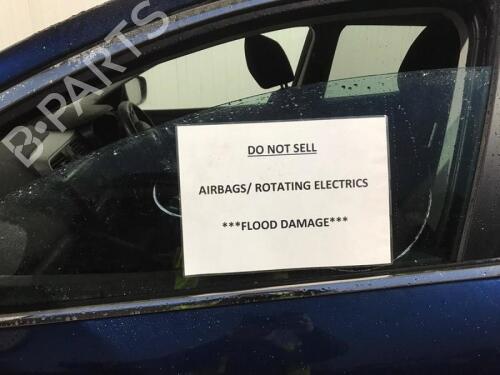 B-PARTS
DO NOT SELL
AIRBAGS/ ROTATING ELECTRICS
***FLOOD DAMAGE***